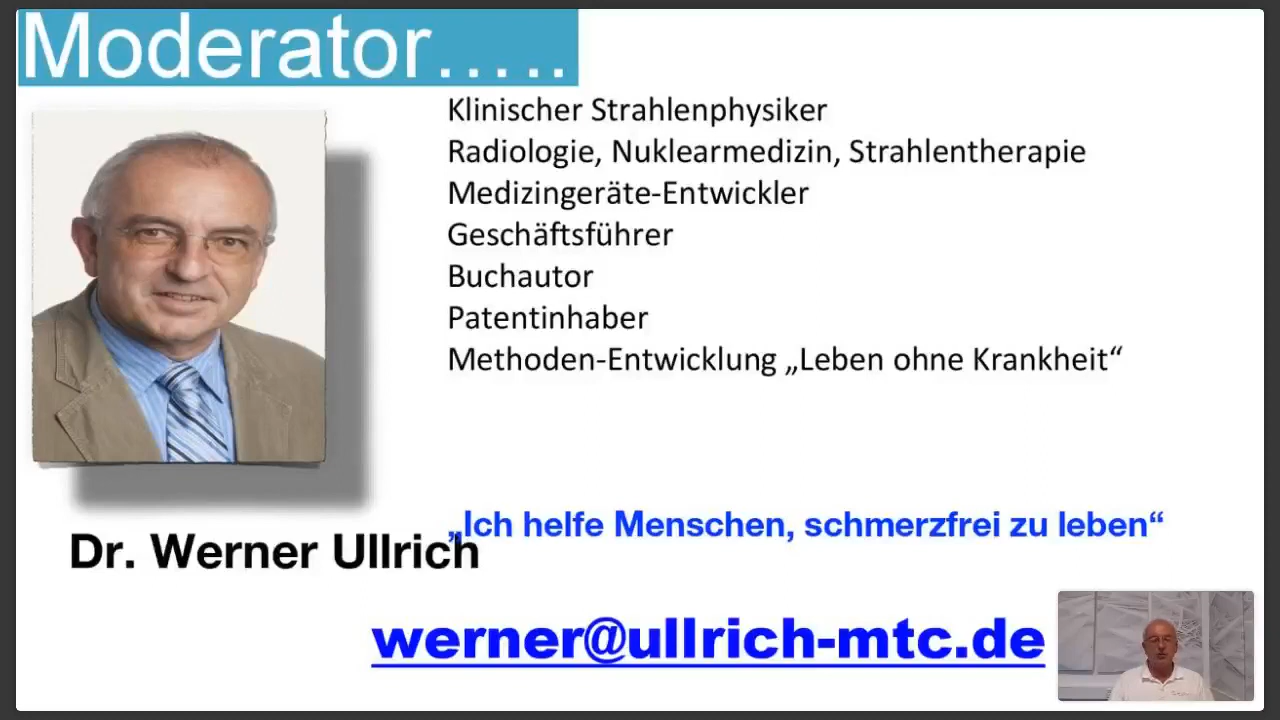 Moderator.....
Klinischer Strahlenphysiker
Radiologie, Nuklearmedizin, Strahlentherapie
Medizingeräte-Entwickler
Geschäftsführer
Buchautor
Patentinhaber
Methoden-Entwicklung „Leben ohne Krankheit“
„Ich helfe Menschen, schmerzfrei zu leben“
Dr. Werner Ullrich
werner@ullrich-mtc.de